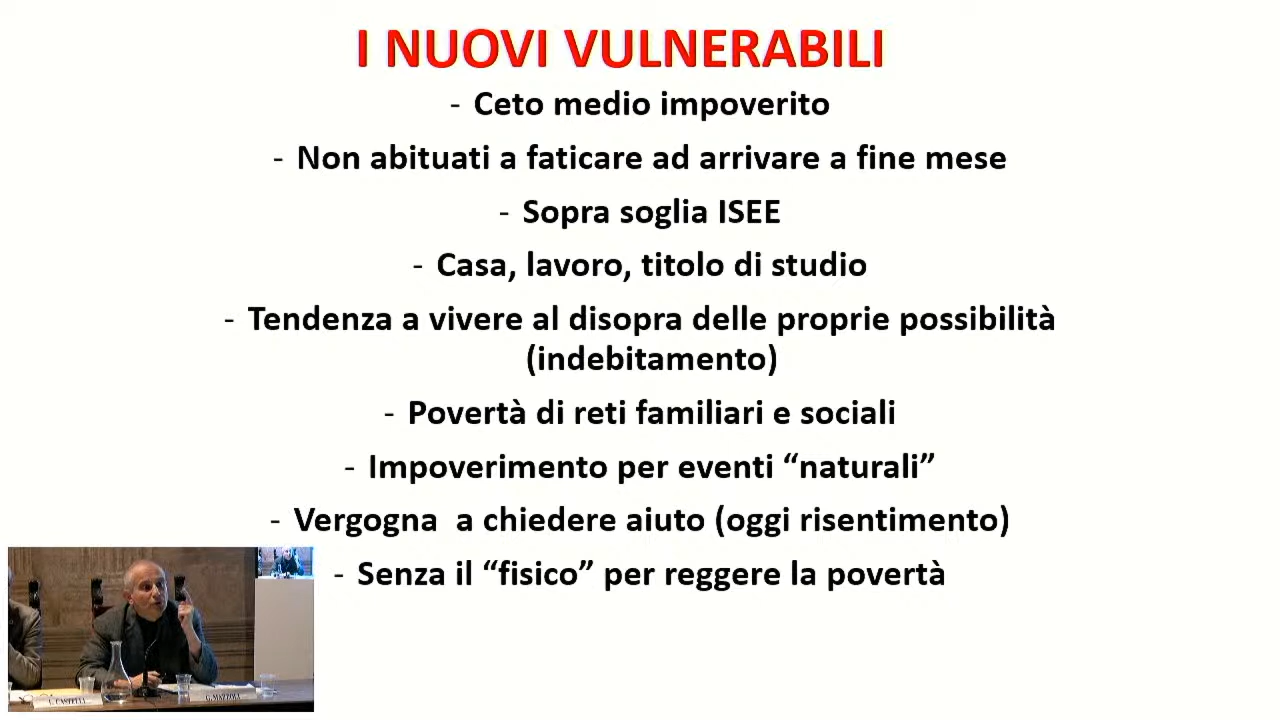 I NUOVI VULNERABILI
- Ceto medio impoverito
- Non abituati a faticare ad arrivare a fine mese
- Sopra soglia ISEE
- Casa, lavoro, titolo di studio
- Tendenza a vivere al disopra delle proprie possibilità
(indebitamento)
- Povertà di reti familiari e sociali
- Impoverimento per eventi “naturali”
- Vergogna  a chiedere aiuto (oggi risentimento)
- Senza il “fisico” per reggere la povertà
L. CASTELLI